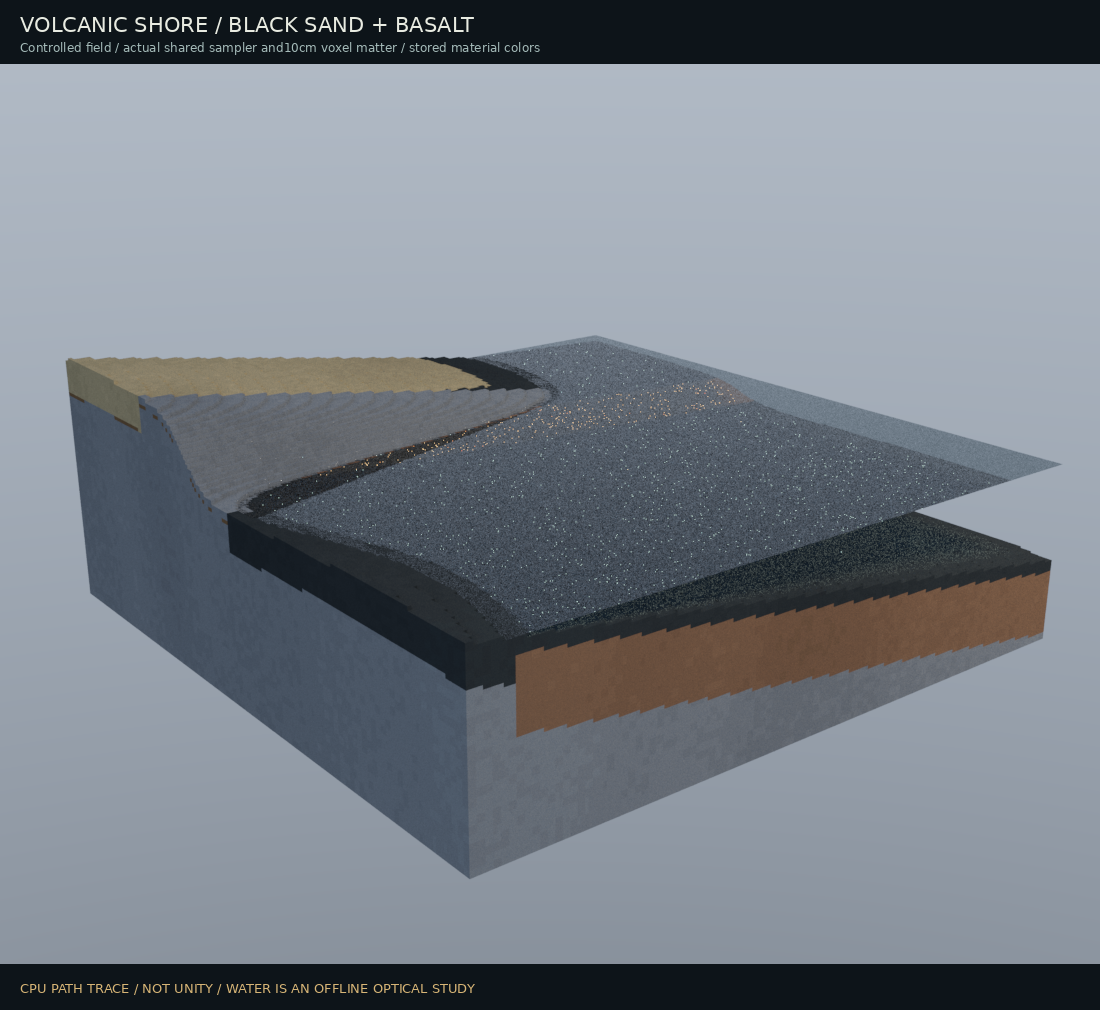 VOLCANIC SHORE / BLACK SAND + BASALT
Controlled field / actual shared sampler and10cm voxel matter / stored material colors
CPU PATH TRACE / NOT UNITY / WATER IS AN OFFLINE OPTICAL STUDY